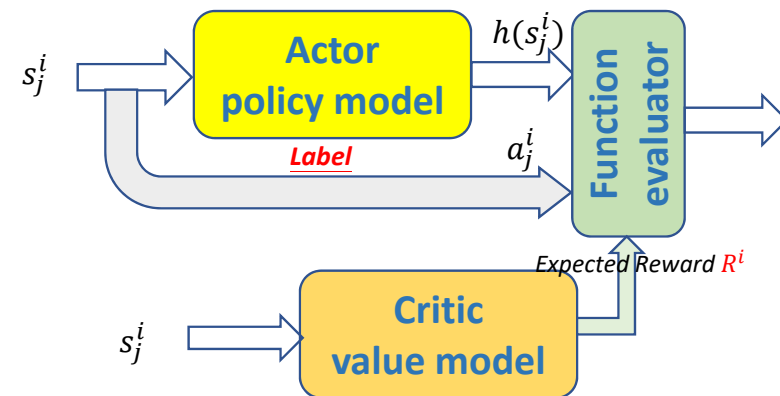 s_j^i
Actor
policy model
h(s_j^i)
Label
a_j^i
Function
evaluator
Expected Reward R^i
s_j^i
Critic
value model